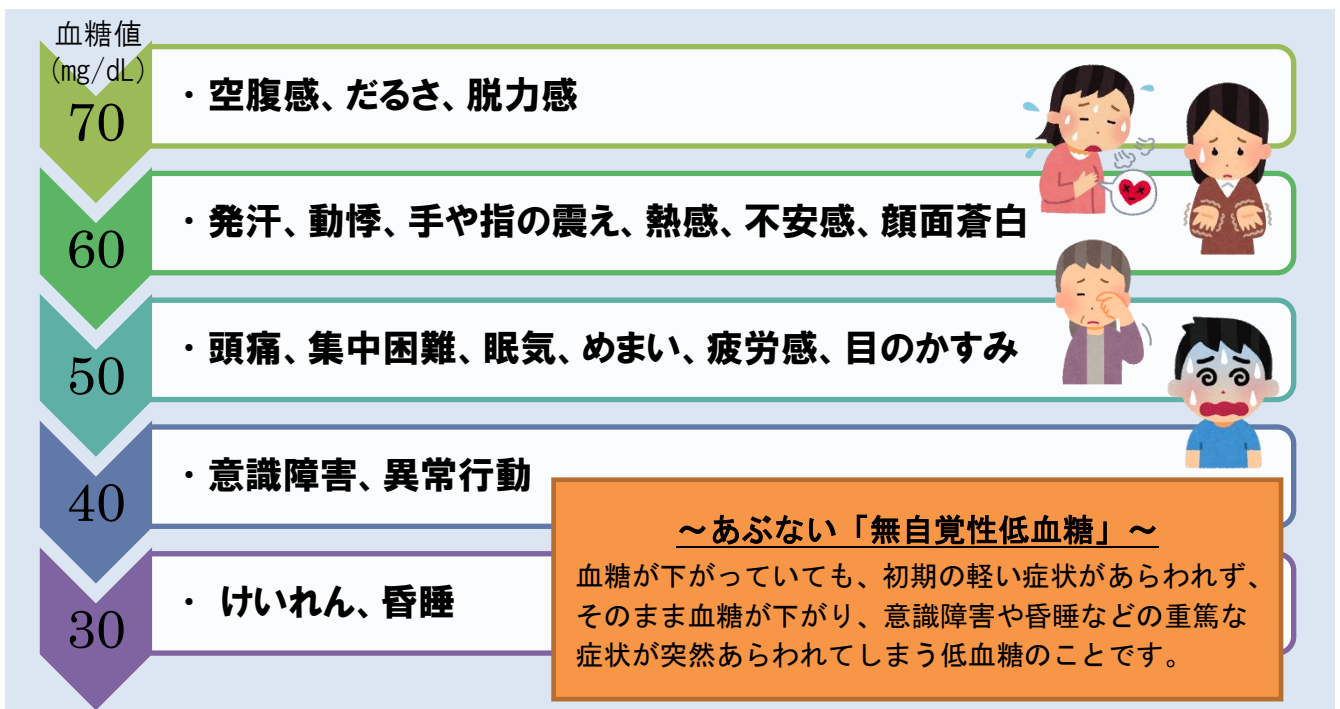 血糖値
(mg/dL)
70
・空腹感、だるさ、脱力感
60
・発汗、動悸、手や指の震え、熱感、不安感、顔面蒼白
50
・頭痛、集中困難、眠気、めまい、疲労感、目のかすみ
40
・意識障害、異常行動
30
・ けいれん、昏睡
～あぶない「無自覚性低血糖」～
血糖が下がっていても、初期の軽い症状があらわれず、
そのまま血糖が下がり、意識障害や昏睡などの重篤な
症状が突然あらわれてしまう低血糖のことです。